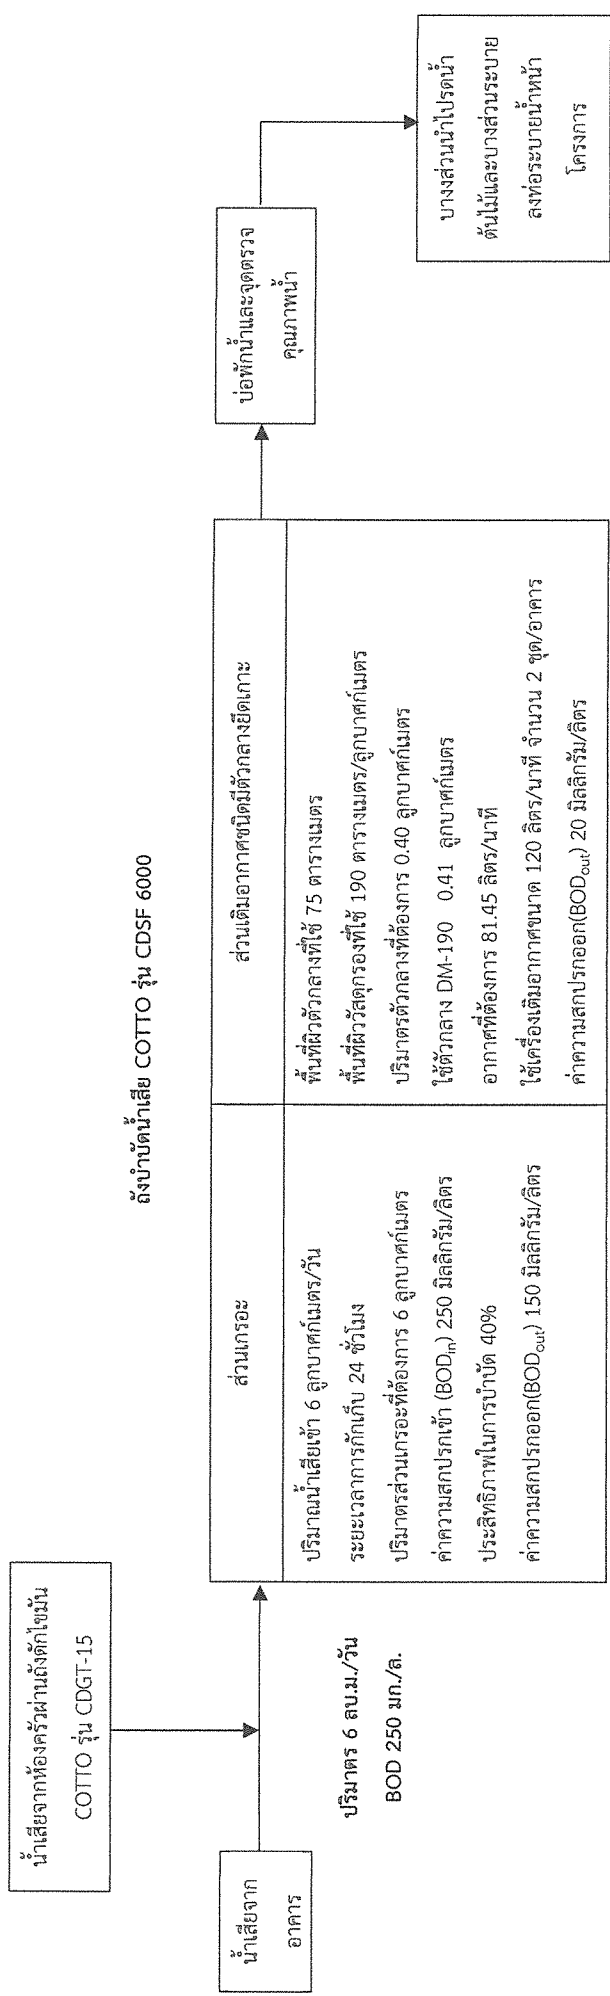 น้ำเสียจากห้องครัวผ่านถังดักไขมัน
COTTO รุ่น CDGT-15
น้ำเสียจาก
อาคาร
ปริมาตร 6 ลบ.ม./วัน
BOD 250 มก./ล.
ถังบำบัดน้ำเสีย COTTO รุ่น CDSF 6000
ส่วนเกรอะ
ปริมาณน้ำเสียเข้า 6 ลูกบาศก์เมตร/วัน
ระยะเวลาการกักเก็บ 24 ชั่วโมง
ปริมาตรส่วนเกรอะที่ต้องการ 6 ลูกบาศก์เมตร
ค่าความสกปรกเข้า (BODin) 250 มิลลิกรัม/ลิตร
ประสิทธิภาพในการบำบัด 40%
ค่าความสกปรกออก(BODout) 150 มิลลิกรัม/ลิตร
ส่วนเติมอากาศชนิดมีตัวกลางยึดเกาะ
พื้นที่ผิวตัวกลางที่ใช้ 75 ตารางเมตร
พื้นที่ผิววัสดุกรองที่ใช้ 190 ตารางเมตร/ลูกบาศก์เมตร
ปริมาตรตัวกลางที่ต้องการ 0.40 ลูกบาศก์เมตร
ใช้ตัวกลาง DM-190 0.41 ลูกบาศก์เมตร
อากาศที่ต้องการ 81.45 ลิตร/นาที
ใช้เครื่องเติมอากาศขนาด 120 ลิตร/นาที จำนวน 2 ชุด/อาคาร
ค่าความสกปรกออก(BODout) 20 มิลลิกรัม/ลิตร
บ่อพักน้ำและจุดตรวจ
คุณภาพน้ำ
บางงส่วนนำไปรดน้ำ
ต้นไม้และบางส่วนระบาย
ลงท่อระบายน้ำหน้า
โครงการ